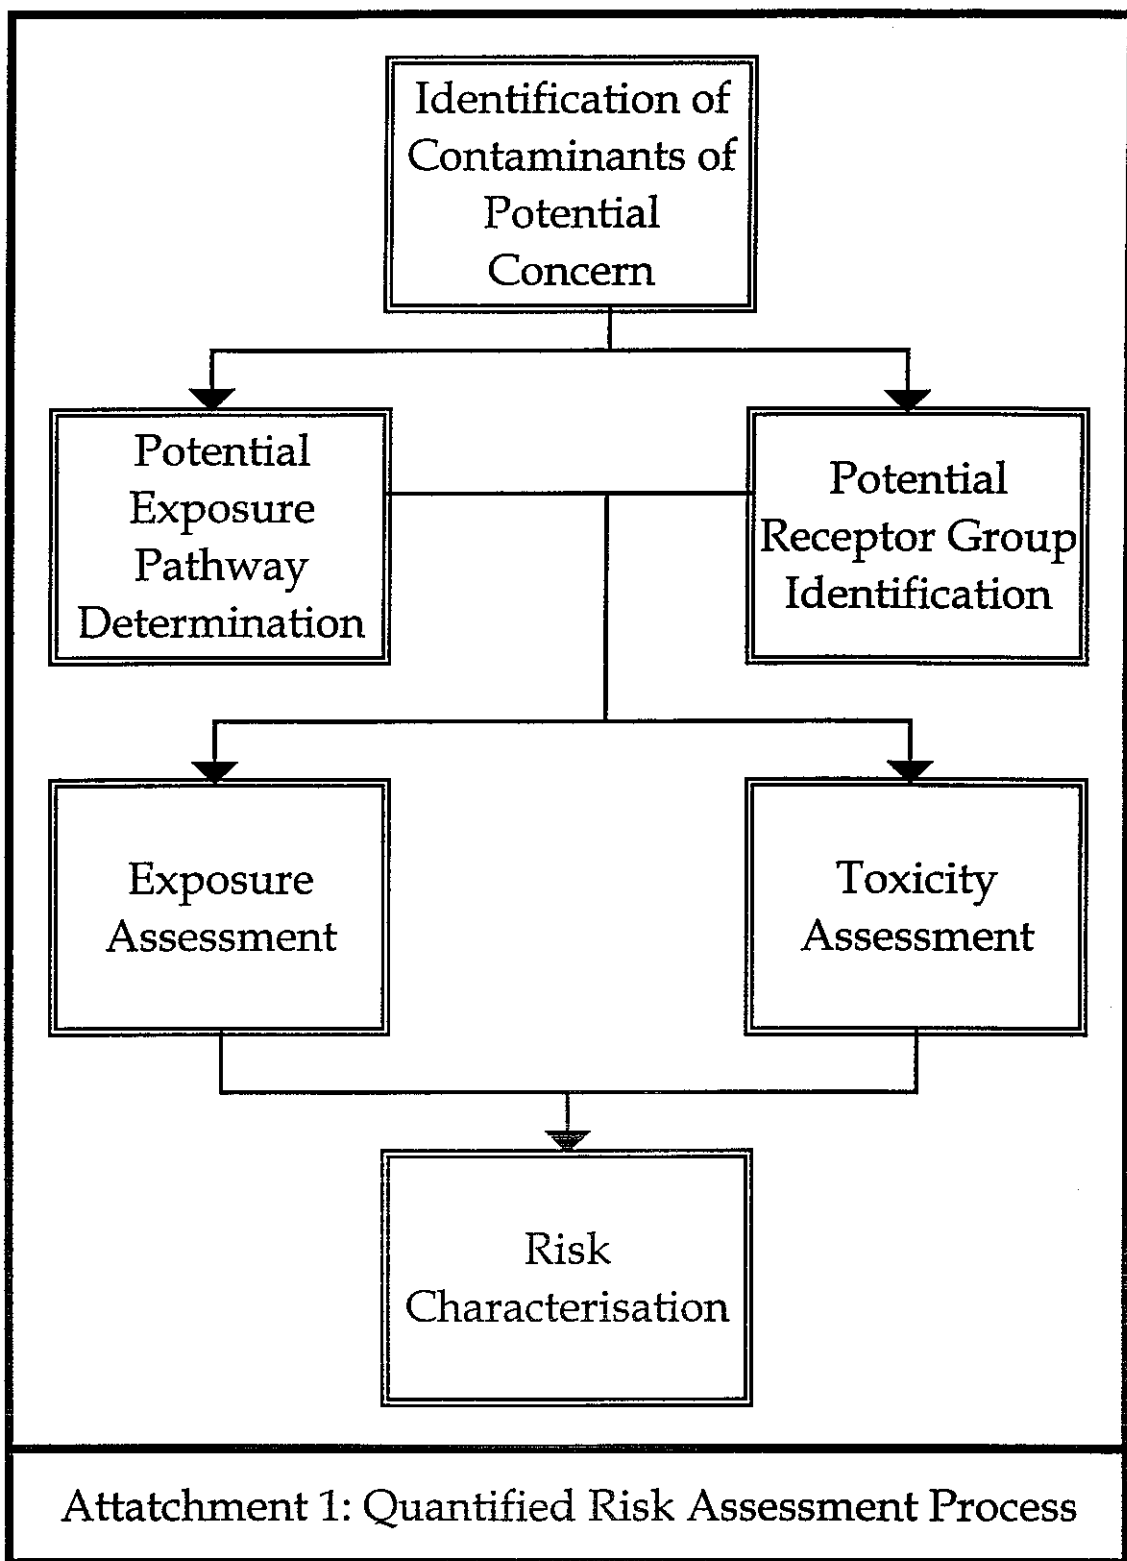 Identification of
Contaminants of
Potential
Concern
Potential
Exposure
Pathway
Determination
Potential
Receptor Group
Identification
Exposure
Assessment
Toxicity
Assessment
Risk
Characterisation
Attatchment 1: Quantified Risk Assessment Process